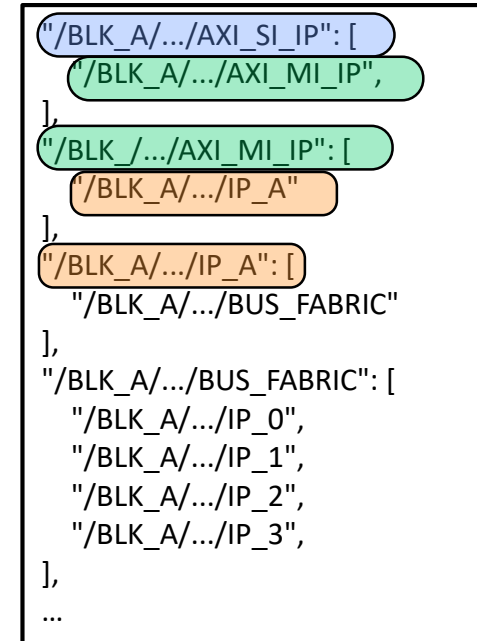 "/BLK_A/.../AXI_SI_IP": [
"/BLK_A/.../AXI_MI_IP",
],
"/BLK_/.../AXI_MI_IP": [
"/BLK_A/.../IP_A"
],
"/BLK_A/.../IP_A": [
"/BLK_A/.../BUS_FABRIC"
],
"/BLK_A/.../BUS_FABRIC": [
"/BLK_A/.../IP_0",
"/BLK_A/.../IP_1",
"/BLK_A/.../IP_2",
"/BLK_A/.../IP_3",
],
...